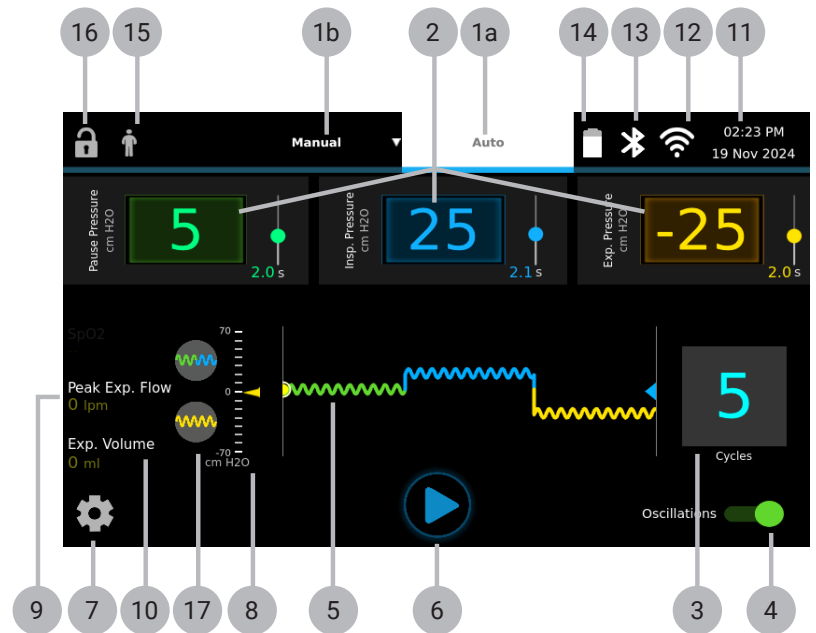 16
15
1b
2
1a
14
13
12
11
Manual
Auto
02:23 PM
19 Nov 2024
Pause Pressure
cm H2O
5
2.0 s
Insp. Pressure
cm H2O
25
2.1 s
Exp. Pressure
cm H2O
-25
2.0 s
SpO2
--
Peak Exp. Flow
0 lpm
Exp. Volume
0 ml
70
0
-70
cm H2O
5
Cycles
Oscillations
9
7
10
17
8
5
6
3
4